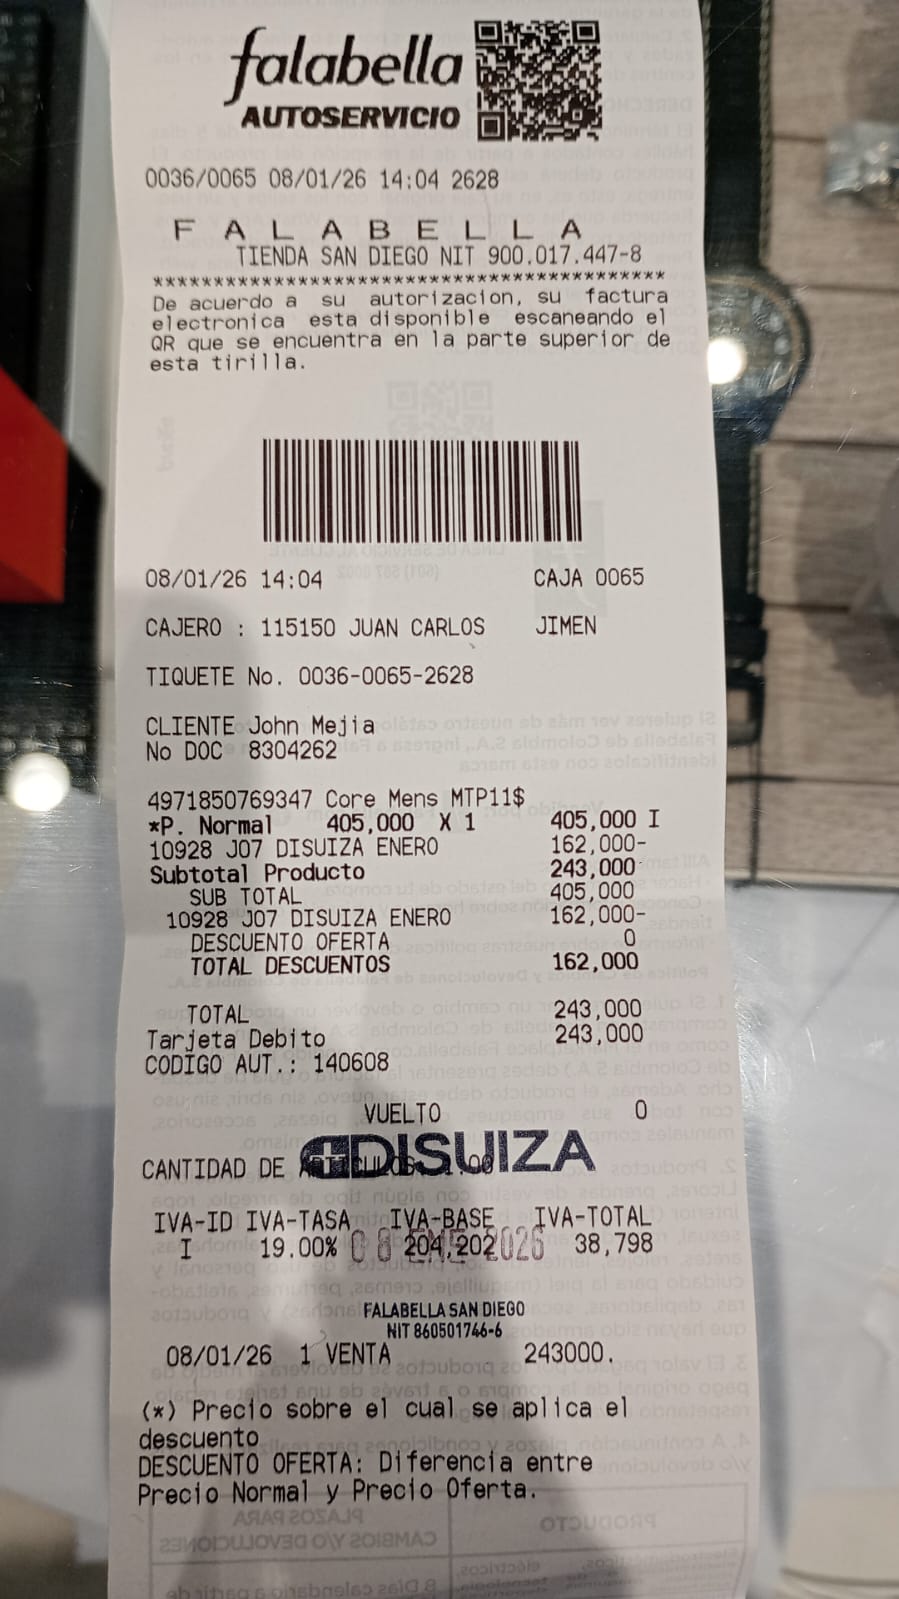 falabella
AUTOSERVICIO
0036/0065 08/01/26 14:04 2628
F A L A B E L L A
TIENDA SAN DIEGO NIT 900.017.447-8
******************************************
De acuerdo a su autorizacion, su factura
electronica esta disponible escaneando el
QR que se encuentra en la parte superior de
esta tirilla.
08/01/26 14:04 CAJA 0065
CAJERO : 115150 JUAN CARLOS JIMEN
TIQUETE No. 0036-0065-2628
CLIENTE John Mejia
No DOC 8304262
4971850769347 Core Mens MTP11$
*P. Normal 405,000 X 1 405,000 I
10928 J07 DISUIZA ENERO 162,000-
Subtotal Producto 243,000
SUB TOTAL 405,000
10928 J07 DISUIZA ENERO 162,000-
DESCUENTO OFERTA 0
TOTAL DESCUENTOS 162,000
TOTAL 243,000
Tarjeta Debito 243,000
CODIGO AUT.: 140608
VUELTO 0
DISUIZA
CANTIDAD DE
IVA-ID IVA-TASA IVA-BASE IVA-TOTAL
I 19.00% 204,202 38,798
08 2026
FALABELLA SAN DIEGO
NIT 860501746-6
08/01/26 1 VENTA 243000.
(*) Precio sobre el cual se aplica el
descuento
DESCUENTO OFERTA: Diferencia entre
Precio Normal y Precio Oferta.